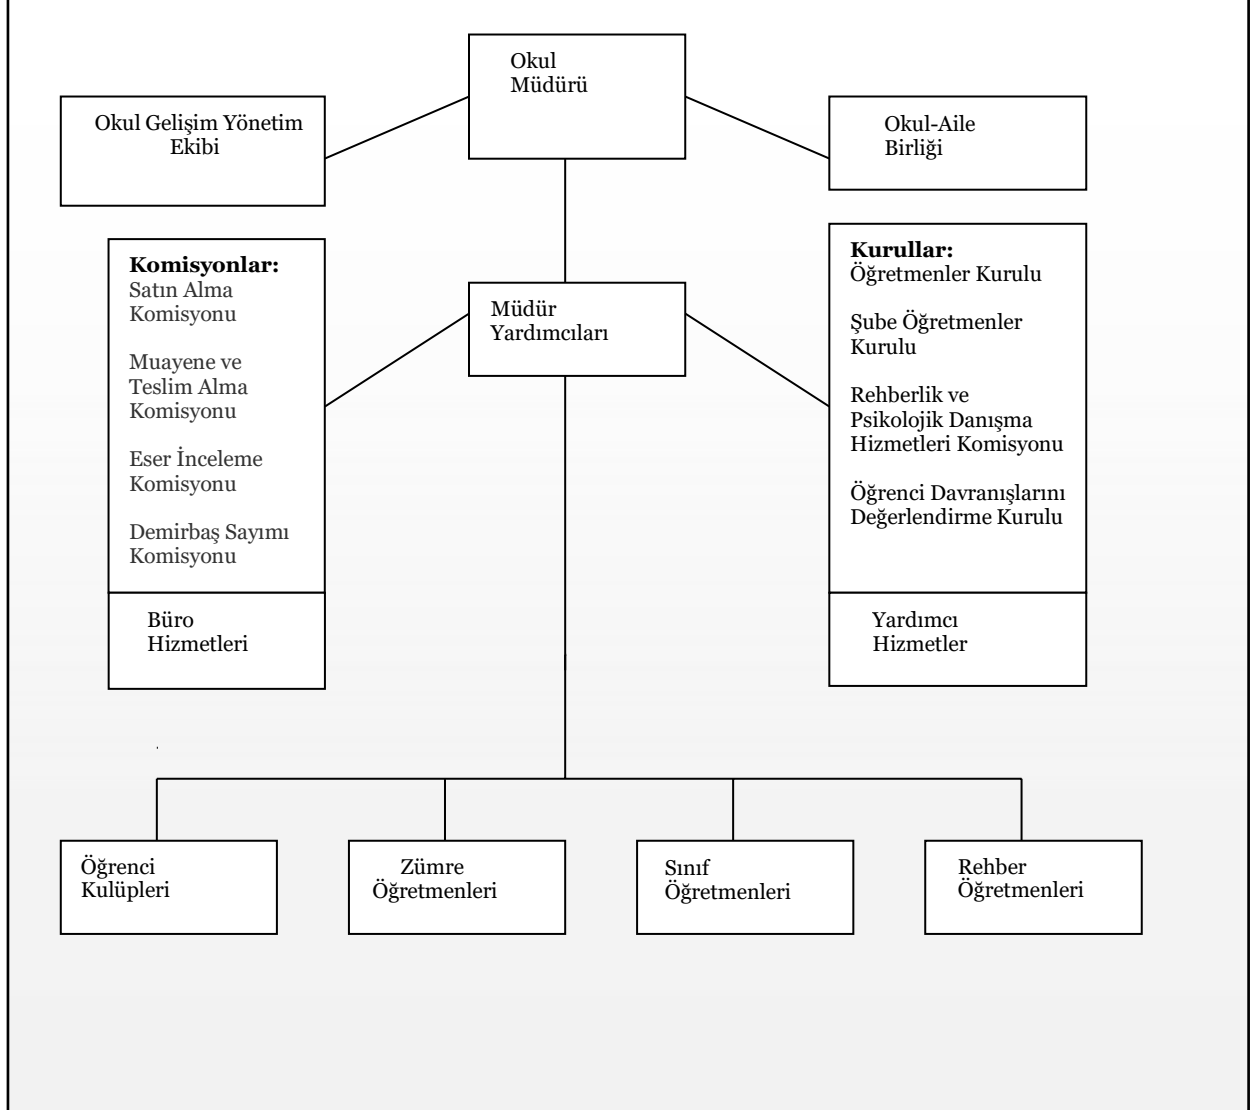 Okul
Müdürü
Okul Gelişim Yönetim
Ekibi
Okul-Aile
Birliği
Komisyonlar:
Satın Alma
Komisyonu
Muayene ve
Teslim Alma
Komisyonu
Eser İnceleme
Komisyonu
Demirbaş Sayımı
Komisyonu
Müdür
Yardımcıları
Kurullar:
Öğretmenler Kurulu
Şube Öğretmenler
Kurulu
Rehberlik ve
Psikolojik Danışma
Hizmetleri Komisyonu
Öğrenci Davranışlarını
Değerlendirme Kurulu
Büro
Hizmetleri
Yardımcı
Hizmetler
Öğrenci
Kulüpleri
Zümre
Öğretmenleri
Sınıf
Öğretmenleri
Rehber
Öğretmenleri